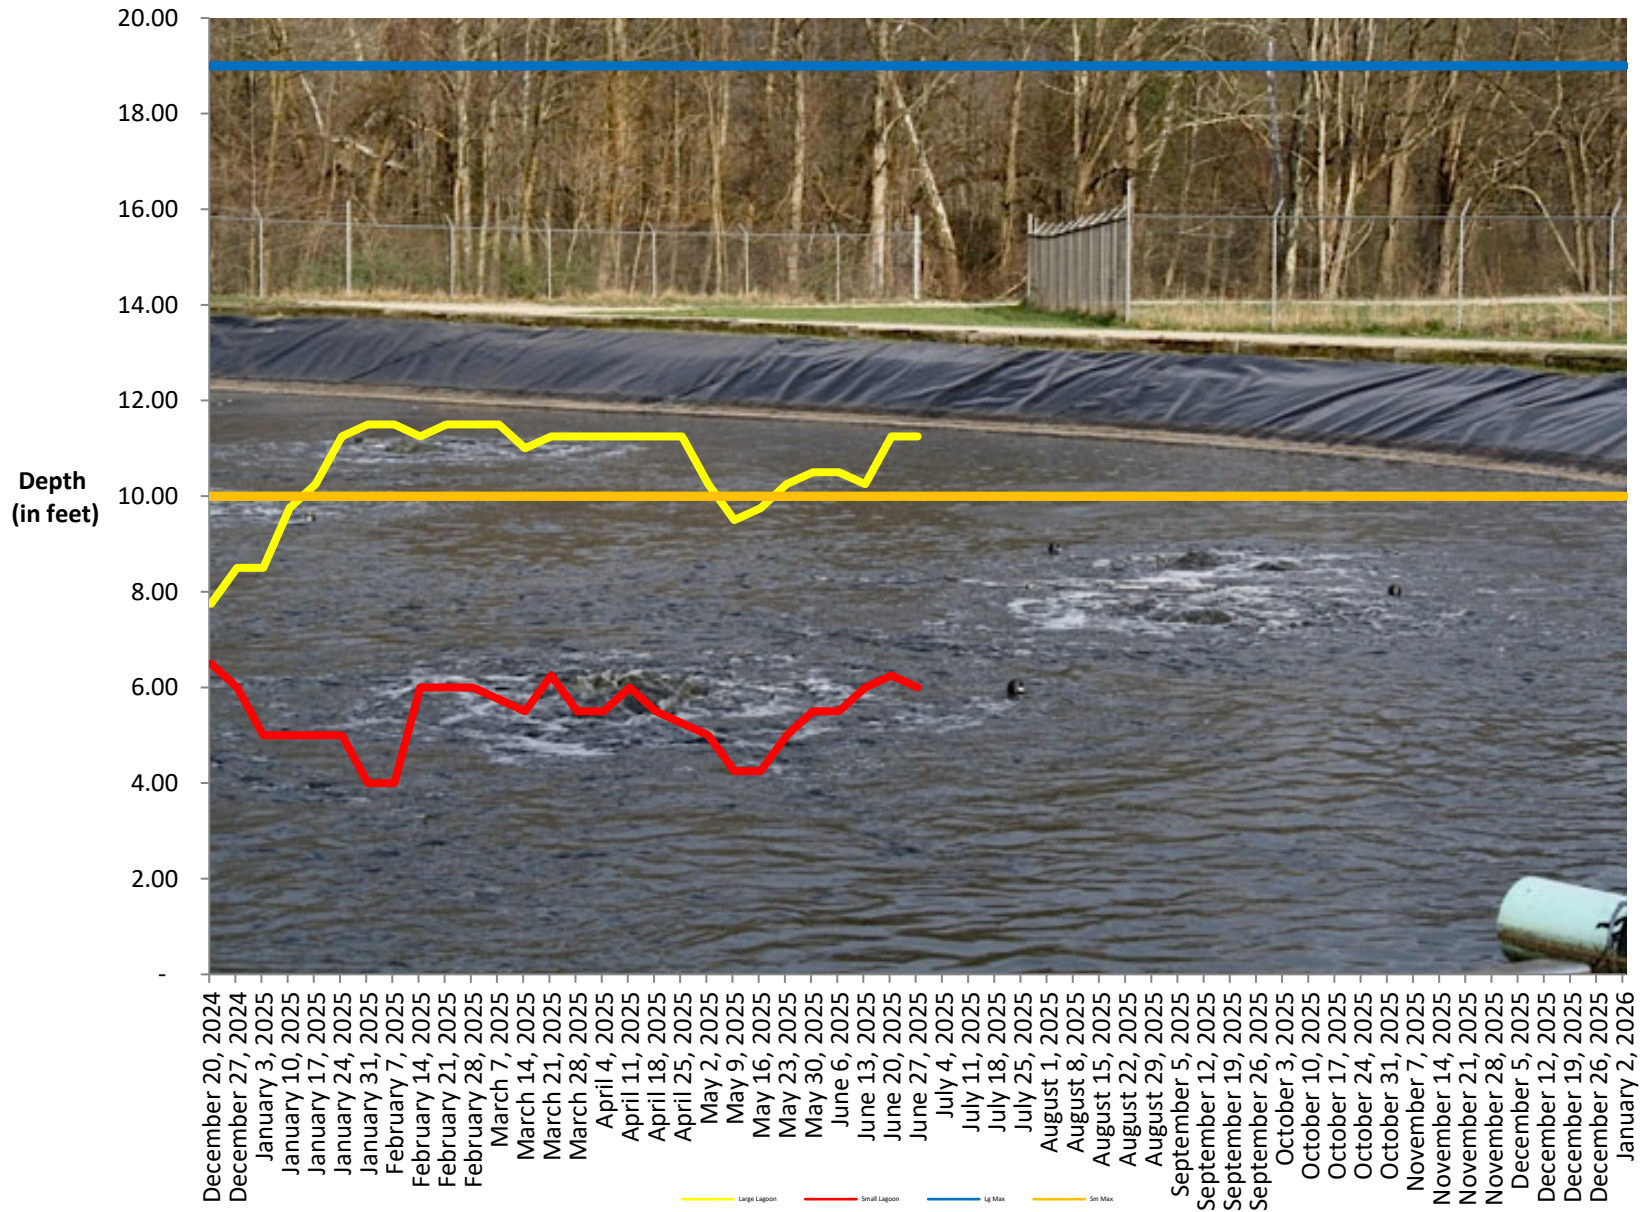 20.00
18.00
16.00
14.00
12.00
10.00
8.00
6.00
4.00
2.00
-
Depth
(in feet)
December 20, 2024
December 27, 2024
January 3, 2025
January 10, 2025
January 17, 2025
January 24, 2025
January 31, 2025
February 7, 2025
February 14, 2025
February 21, 2025
February 28, 2025
March 7, 2025
March 14, 2025
March 21, 2025
March 28, 2025
April 4, 2025
April 11, 2025
April 18, 2025
April 25, 2025
May 2, 2025
May 9, 2025
May 16, 2025
May 23, 2025
May 30, 2025
June 6, 2025
June 13, 2025
June 20, 2025
June 27, 2025
July 4, 2025
July 11, 2025
July 18, 2025
July 25, 2025
August 1, 2025
August 8, 2025
August 15, 2025
August 22, 2025
August 29, 2025
September 5, 2025
September 12, 2025
September 19, 2025
September 26, 2025
October 3, 2025
October 10, 2025
October 17, 2025
October 24, 2025
October 31, 2025
November 7, 2025
November 14, 2025
November 21, 2025
November 28, 2025
December 5, 2025
December 12, 2025
December 19, 2025
December 26, 2025
January 2, 2026
Large Lagoon
Small Lagoon
Lg Max
Sm Max